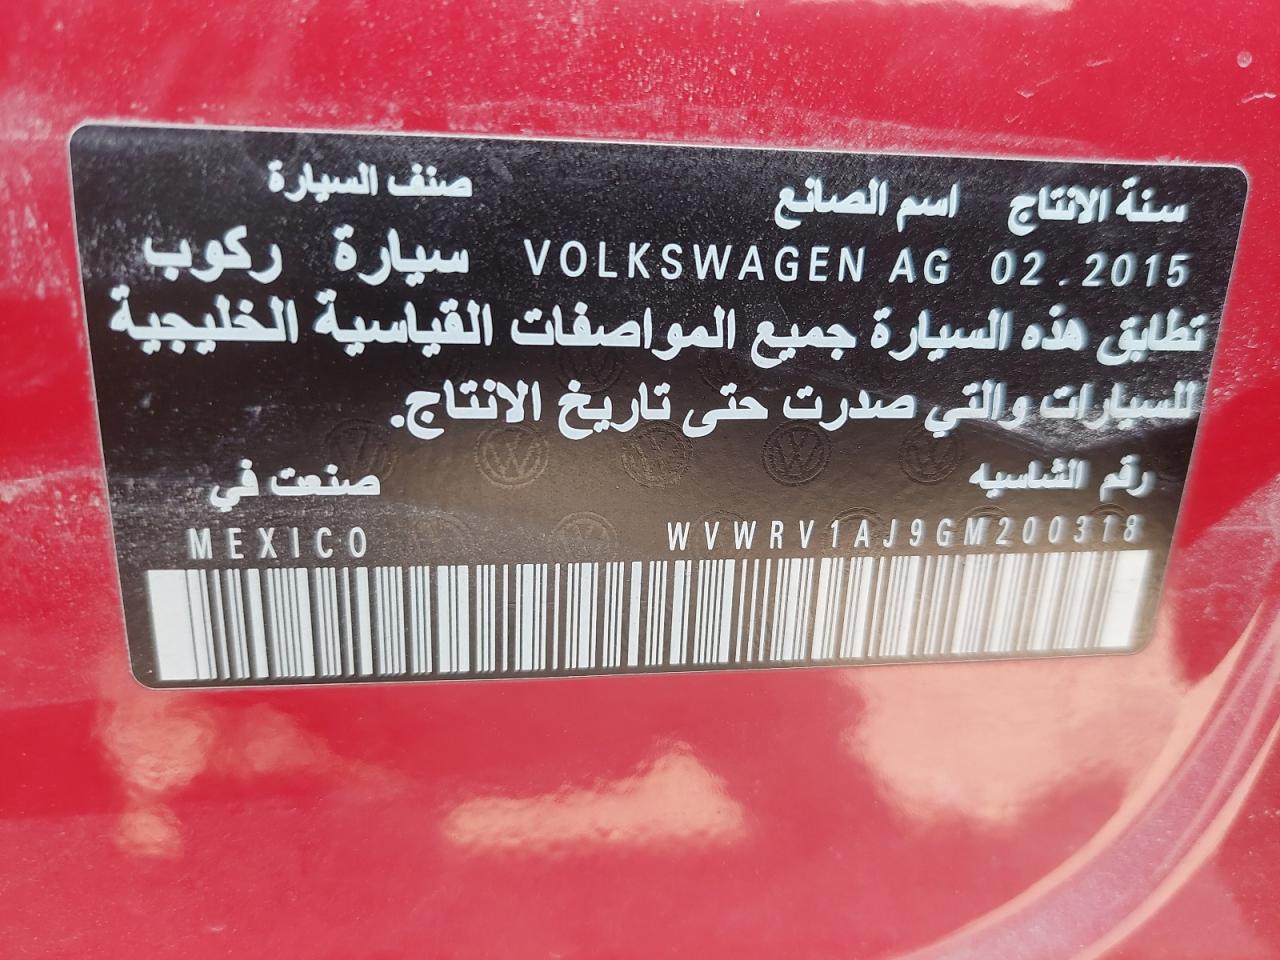 سنة الانتاج اسم الصانع صنف السيارة
02.2015 VOLKSWAGEN AG سيارة ركوب
تطابق هذه السيارة جميع المواصفات القياسية الخليجية
للسيارات والتي صدرت حتى تاريخ الانتاج.
رقم الشاسيه صنعت في
WVWRV1AJ9GM200318 MEXICO